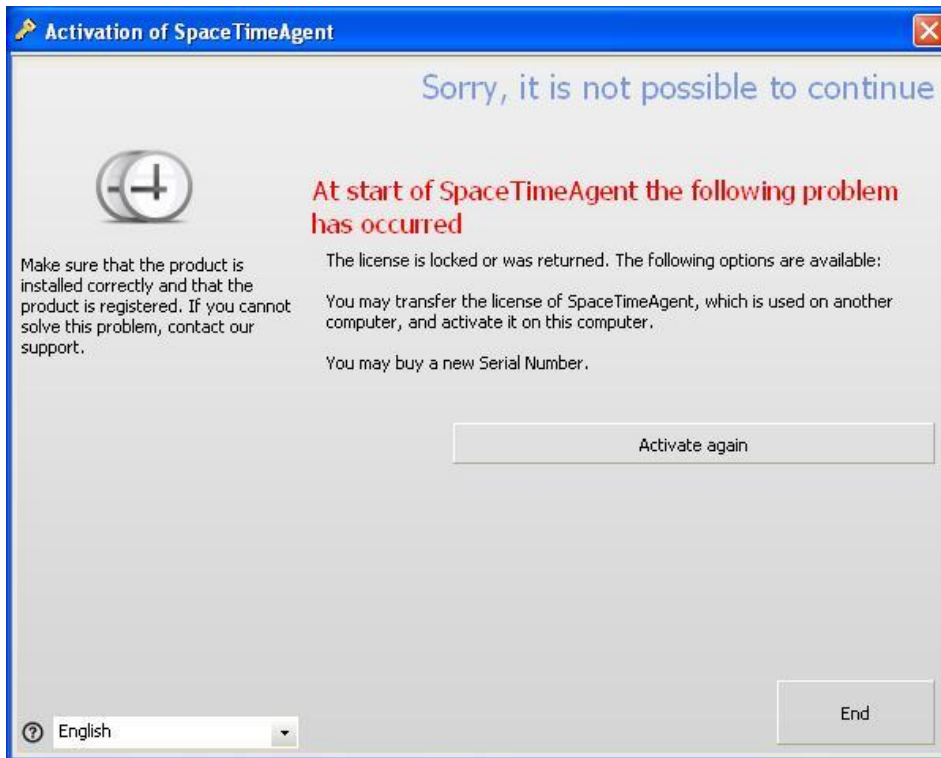 Activation of SpaceTimeAgent
Sorry, it is not possible to continue
At start of SpaceTimeAgent the following problem
has occurred
Make sure that the product is
installed correctly and that the
product is registered. If you cannot
solve this problem, contact our
support.
The license is locked or was returned. The following options are available:
You may transfer the license of SpaceTimeAgent, which is used on another
computer, and activate it on this computer.
You may buy a new Serial Number.
Activate again
English
End